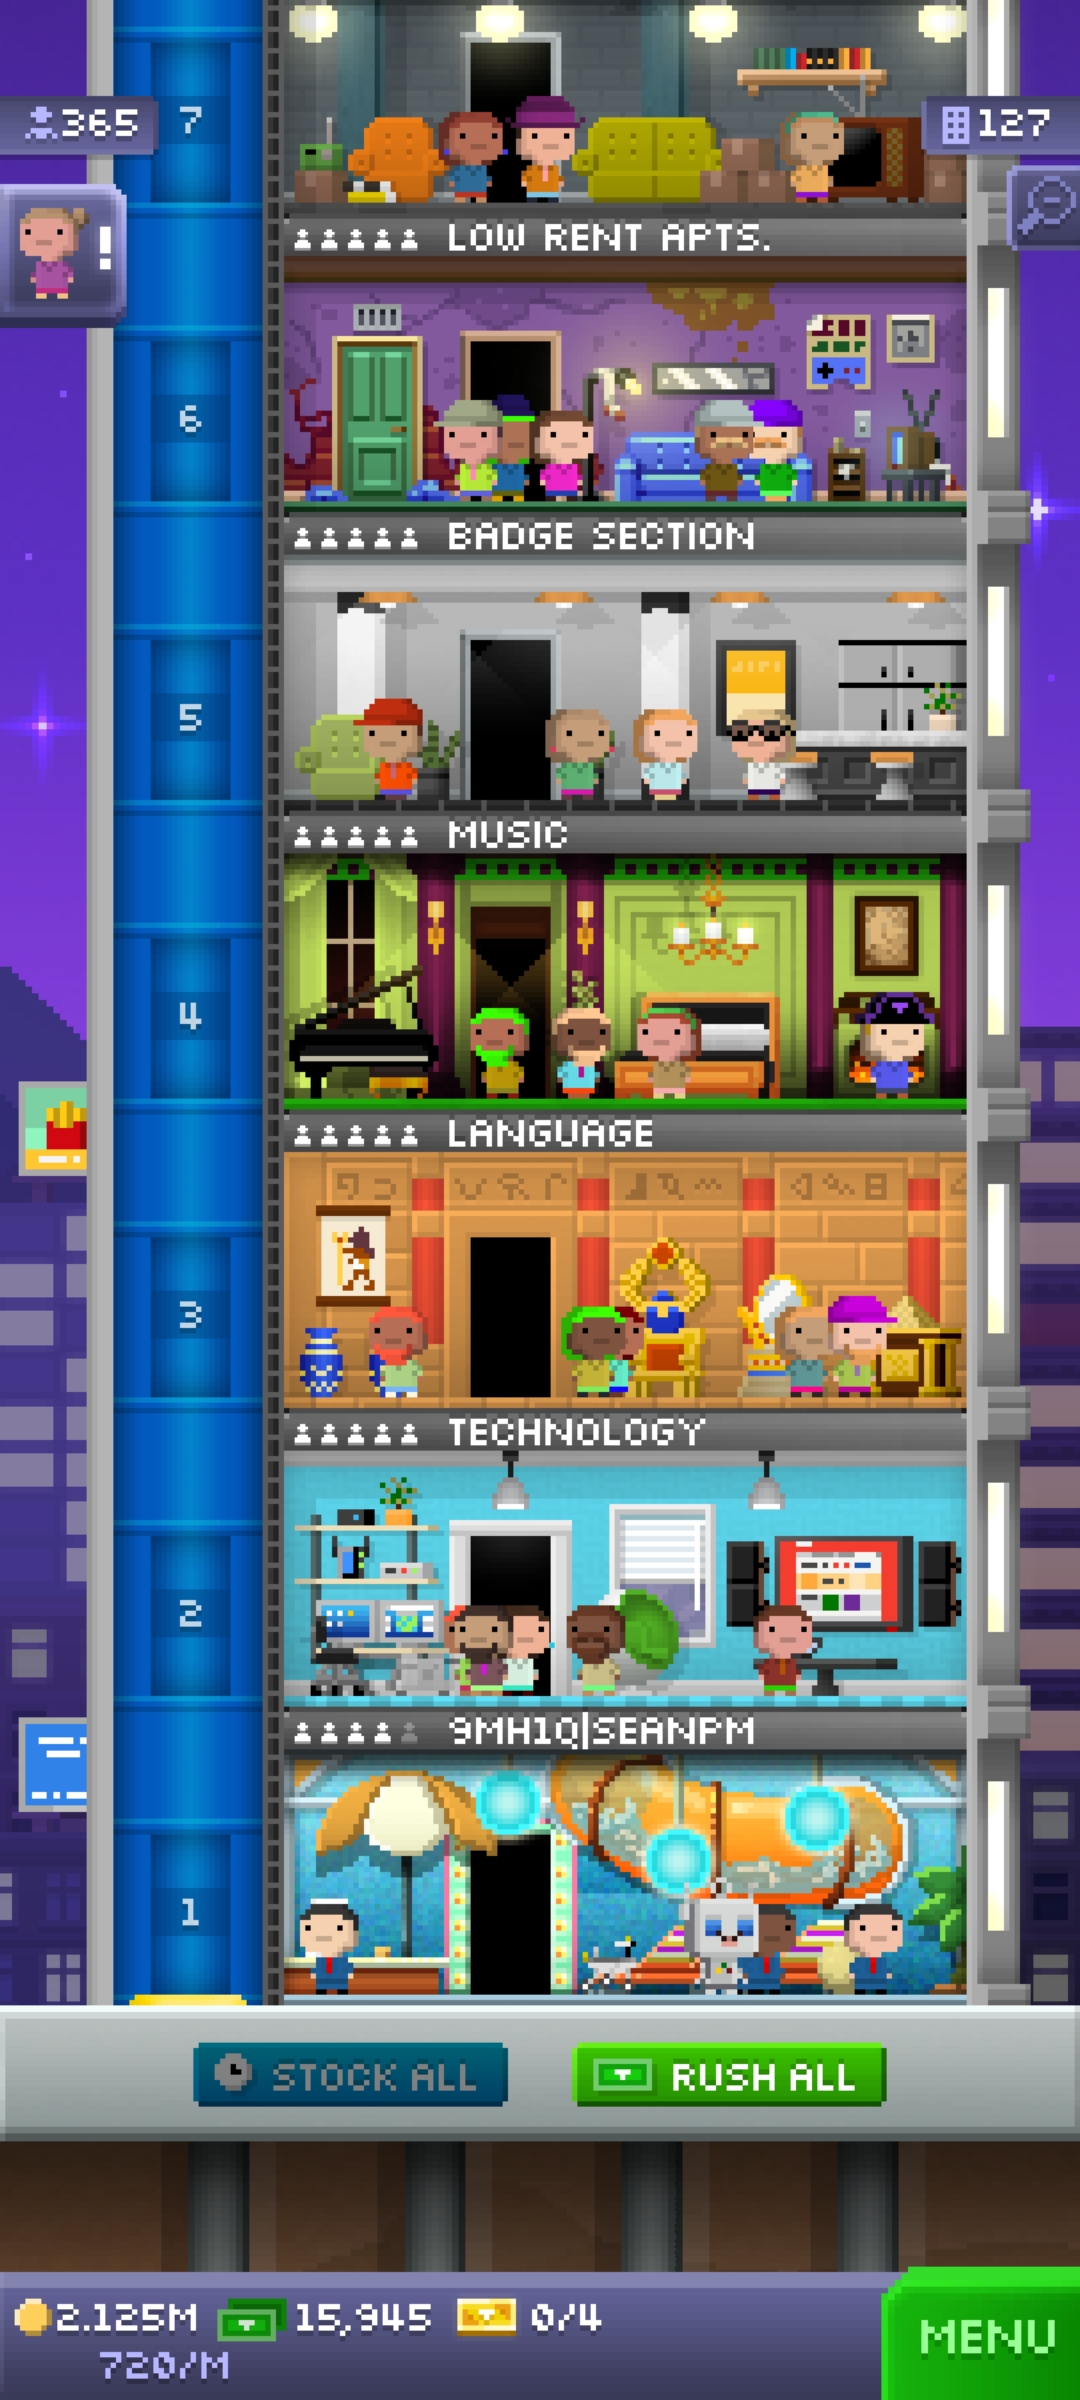 365
7
127
!
LOW RENT APTS.
6
BADGE SECTION
5
MUSIC
4
LANGUAGE
3
TECHNOLOGY
2
9MH1Q|SEANPM
1
STOCK ALL
RUSH ALL
2.125M
15,945
0/4
720/M
MENU